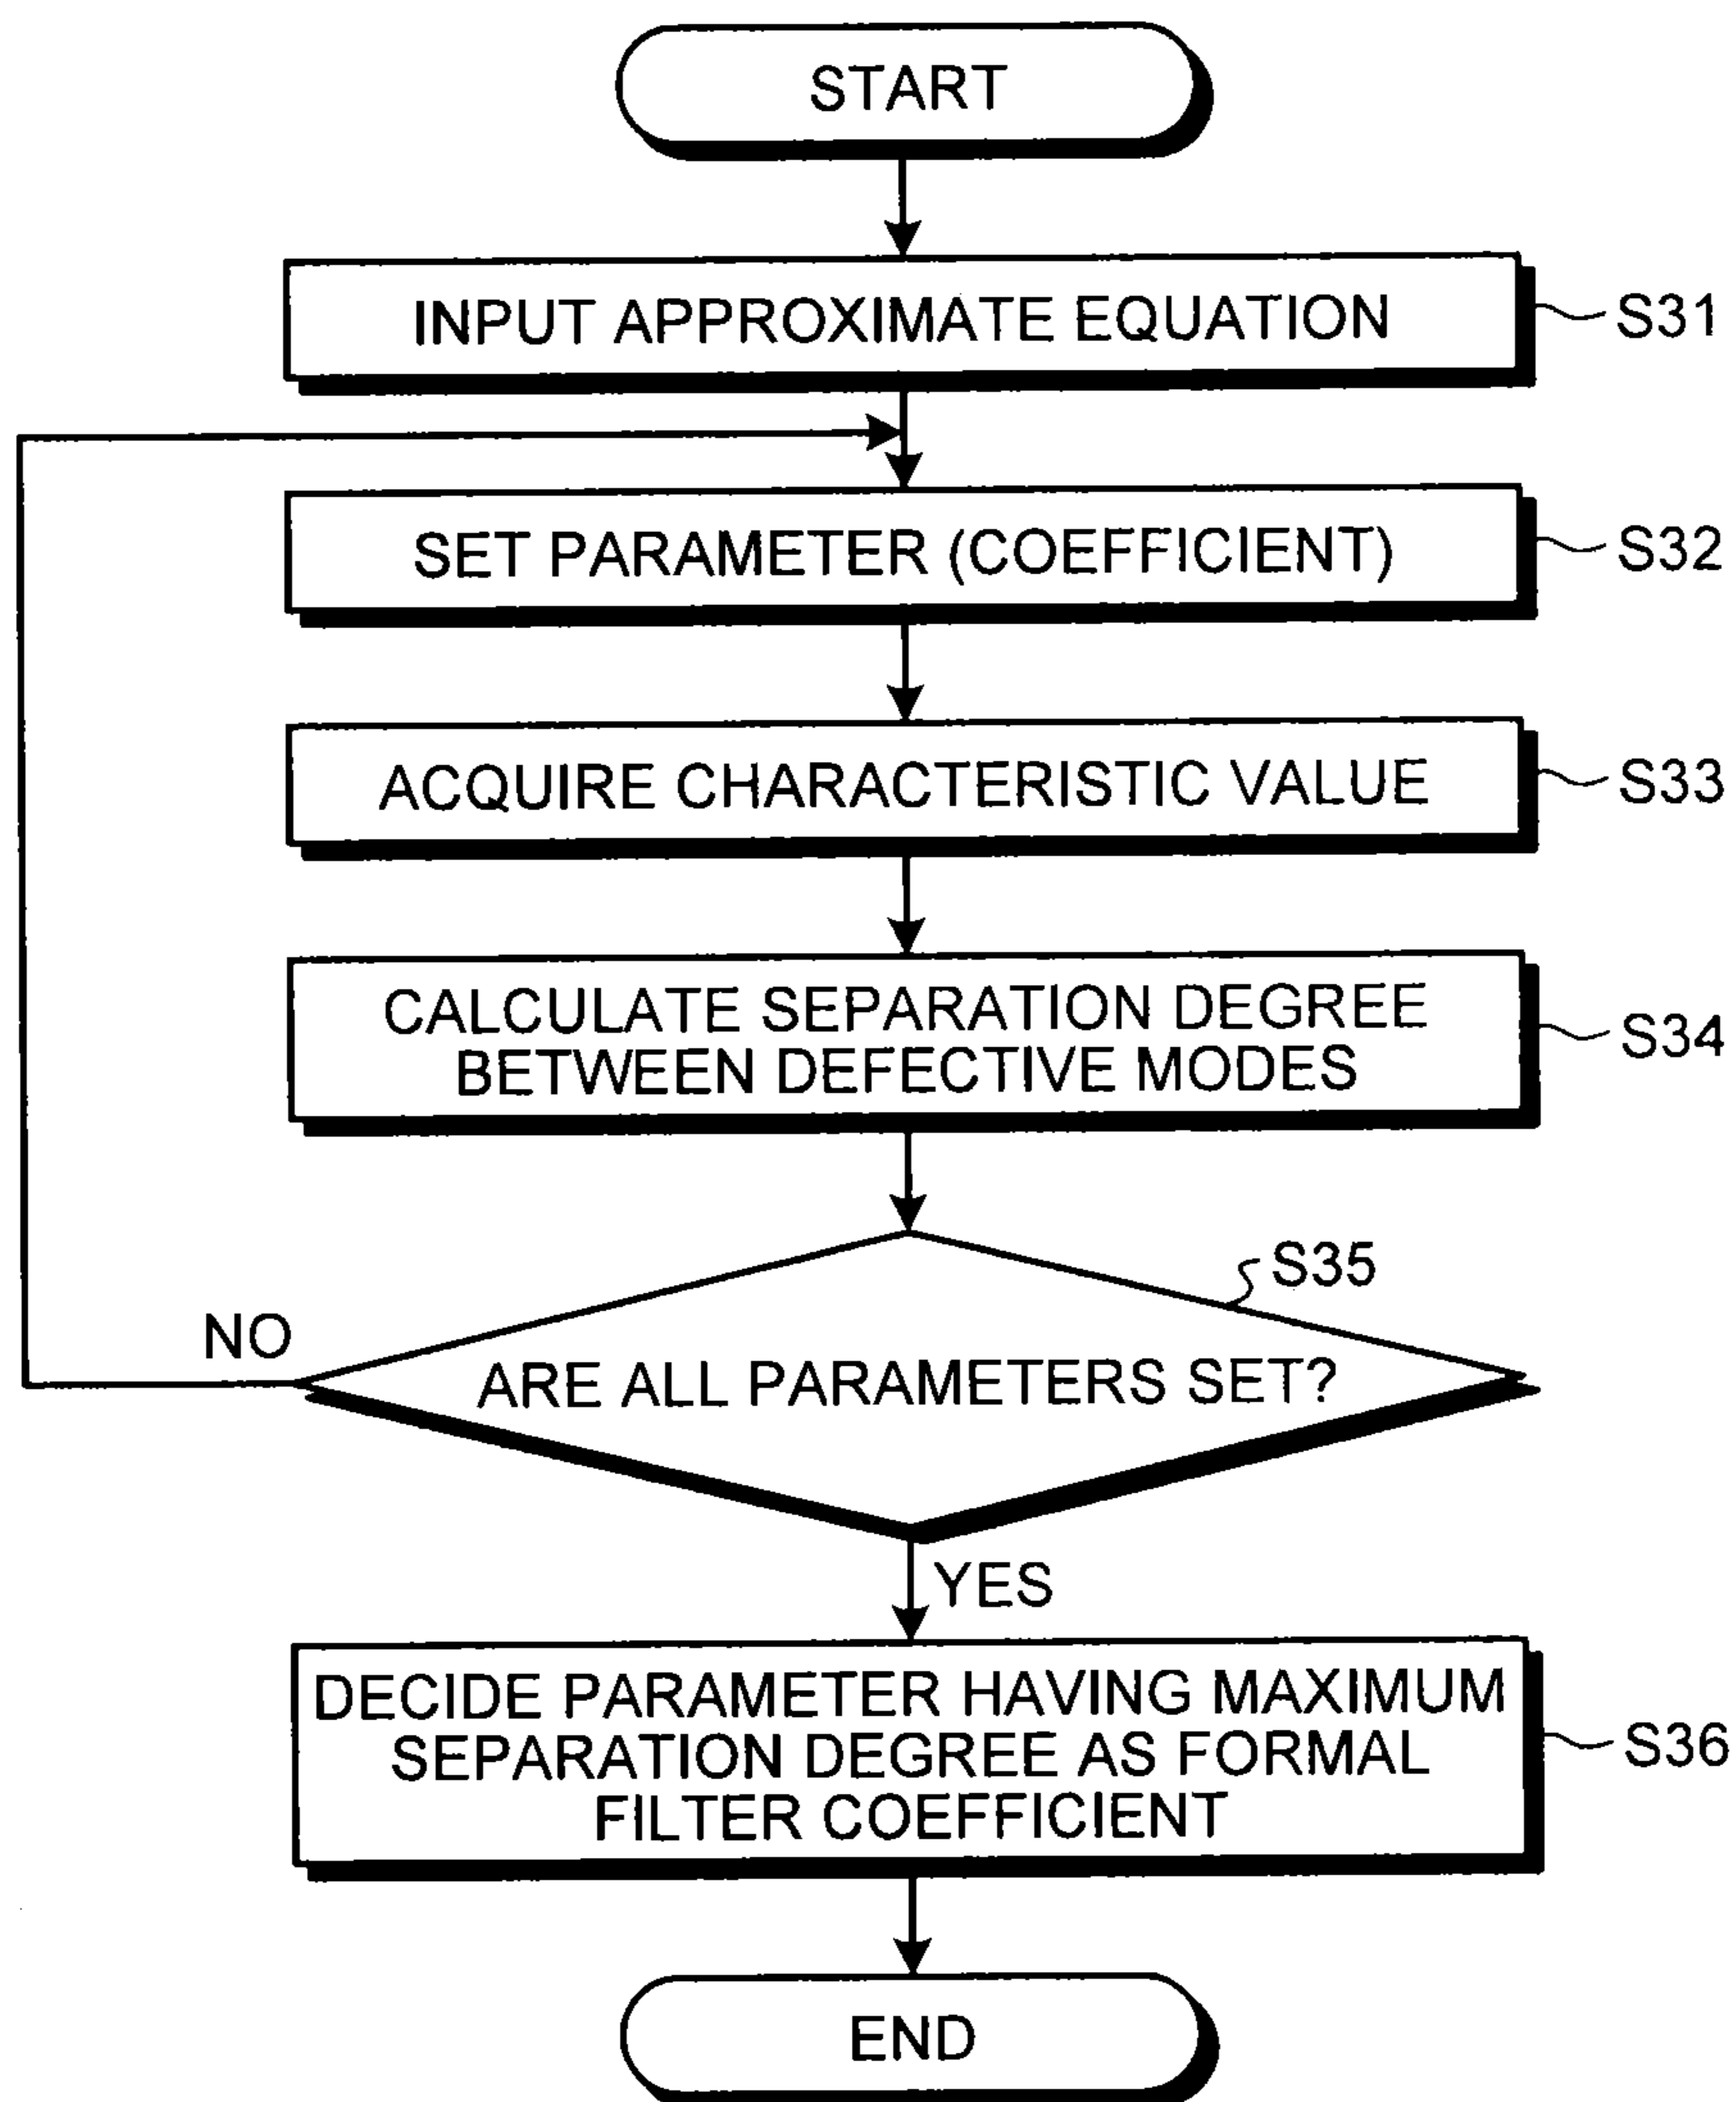 START
INPUT APPROXIMATE EQUATION
S31
SET PARAMETER (COEFFICIENT)
S32
ACQUIRE CHARACTERISTIC VALUE
S33
CALCULATE SEPARATION DEGREE
BETWEEN DEFECTIVE MODES
S34
S35
NO
ARE ALL PARAMETERS SET?
YES
DECIDE PARAMETER HAVING MAXIMUM
SEPARATION DEGREE AS FORMAL
FILTER COEFFICIENT
S36
END